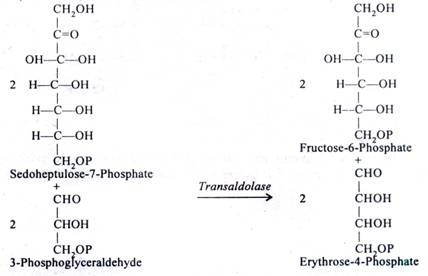 CH₂OH
C=O
OH—C—OH
2 H—C—OH
H—C—OH
H—C—OH
CH₂OP
Sedoheptulose-7-Phosphate
+
CHO
2 CHOH
CH₂OP
3-Phosphoglyceraldehyde
Transaldolase
CH₂OH
C=O
OH—C—OH
2 H—C—OH
H—C—OH
CH₂OP
Fructose-6-Phosphate
+
CHO
2 CHOH
CHOH
CH₂OP
Erythrose-4-Phosphate